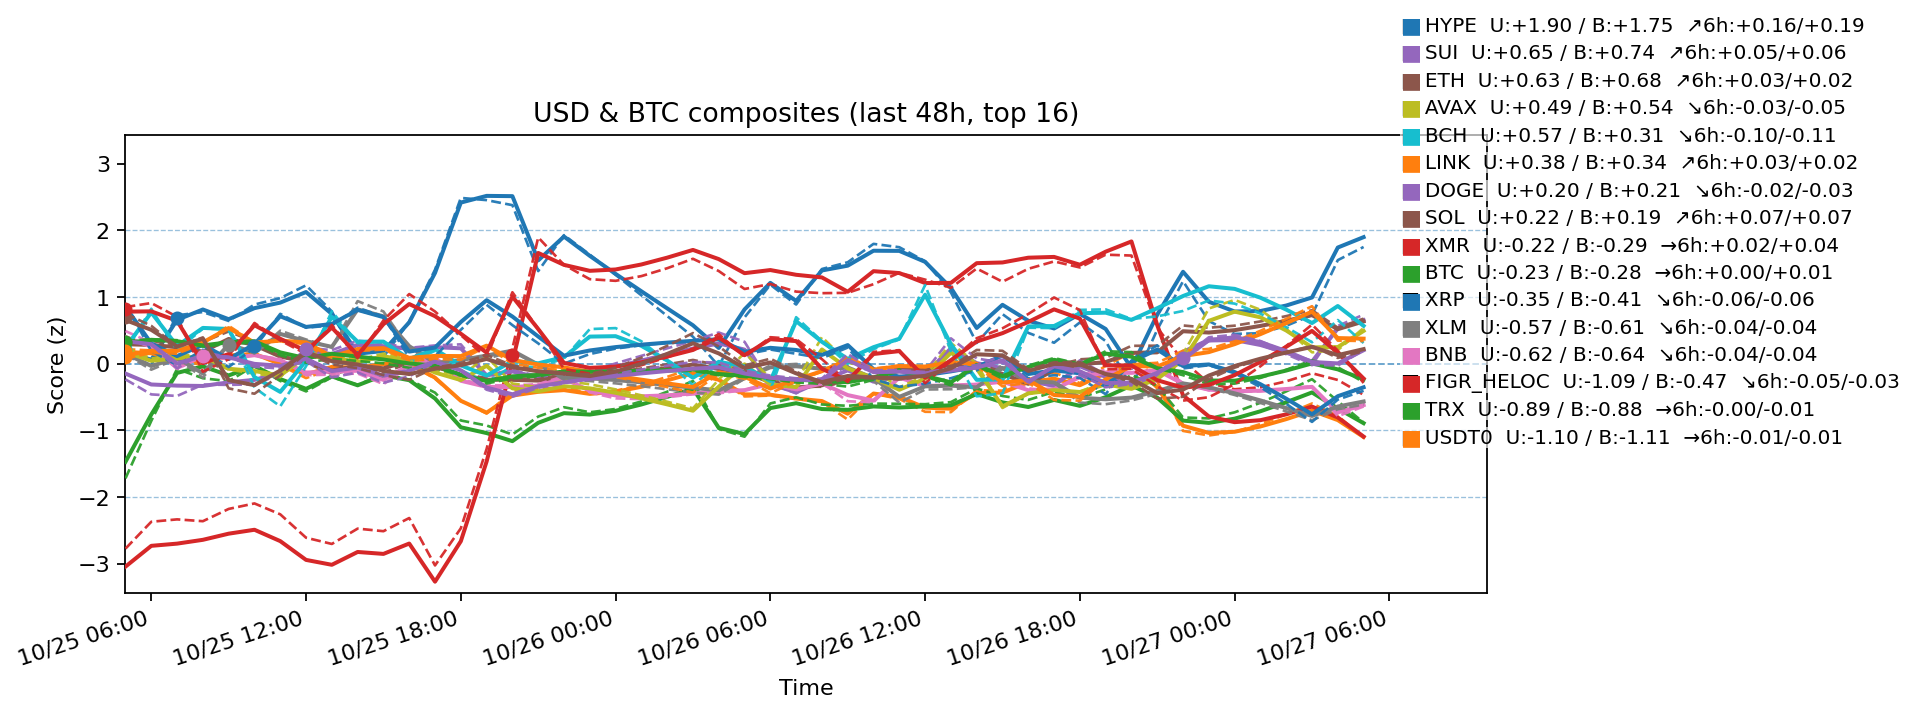 HYPE  U:+1.90 / B:+1.75  ↗6h:+0.16/+0.19
SUI  U:+0.65 / B:+0.74  ↗6h:+0.05/+0.06
ETH  U:+0.63 / B:+0.68  ↗6h:+0.03/+0.02
AVAX  U:+0.49 / B:+0.54  ↘6h:-0.03/-0.05
BCH  U:+0.57 / B:+0.31  ↘6h:-0.10/-0.11
LINK  U:+0.38 / B:+0.34  ↗6h:+0.03/+0.02
DOGE  U:+0.20 / B:+0.21  ↘6h:-0.02/-0.03
SOL  U:+0.22 / B:+0.19  ↗6h:+0.07/+0.07
XMR  U:-0.22 / B:-0.29  →6h:+0.02/+0.04
BTC  U:-0.23 / B:-0.28  →6h:+0.00/+0.01
XRP  U:-0.35 / B:-0.41  ↘6h:-0.06/-0.06
XLM  U:-0.57 / B:-0.61  ↘6h:-0.04/-0.04
BNB  U:-0.62 / B:-0.64  ↘6h:-0.04/-0.04
FIGR_HELOC  U:-1.09 / B:-0.47  ↘6h:-0.05/-0.03
TRX  U:-0.89 / B:-0.88  →6h:-0.00/-0.01
USDT0  U:-1.10 / B:-1.11  →6h:-0.01/-0.01
USD & BTC composites (last 48h, top 16)
Score (z)
3
2
1
0
−1
−2
−3
10/25 06:00
10/25 12:00
10/25 18:00
10/26 00:00
10/26 06:00
10/26 12:00
10/26 18:00
10/27 00:00
10/27 06:00
Time